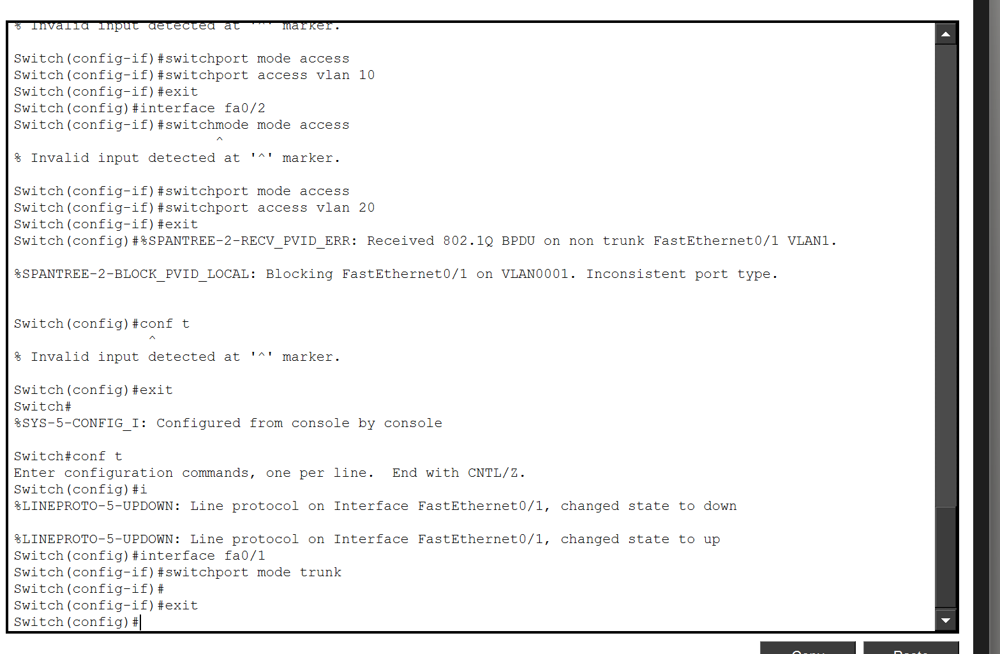 % Invalid input detected at '^' marker.
Switch(config-if)#switchport mode access
Switch(config-if)#switchport access vlan 10
Switch(config-if)#exit
Switch(config)#interface fa0/2
Switch(config-if)#switchmode mode access
^
% Invalid input detected at '^' marker.
Switch(config-if)#switchport mode access
Switch(config-if)#switchport access vlan 20
Switch(config-if)#exit
Switch(config)#%SPANTREE-2-RECV_PVID_ERR: Received 802.1Q BPDU on non trunk FastEthernet0/1 VLAN1.
%SPANTREE-2-BLOCK_PVID_LOCAL: Blocking FastEthernet0/1 on VLAN0001. Inconsistent port type.
Switch(config)#conf t
^
% Invalid input detected at '^' marker.
Switch(config)#exit
Switch#
%SYS-5-CONFIG_I: Configured from console by console
Switch#conf t
Enter configuration commands, one per line.  End with CNTL/Z.
Switch(config)#i
%LINEPROTO-5-UPDOWN: Line protocol on Interface FastEthernet0/1, changed state to down
%LINEPROTO-5-UPDOWN: Line protocol on Interface FastEthernet0/1, changed state to up
Switch(config)#interface fa0/1
Switch(config-if)#switchport mode trunk
Switch(config-if)#
Switch(config-if)#exit
Switch(config)#
Copy Paste